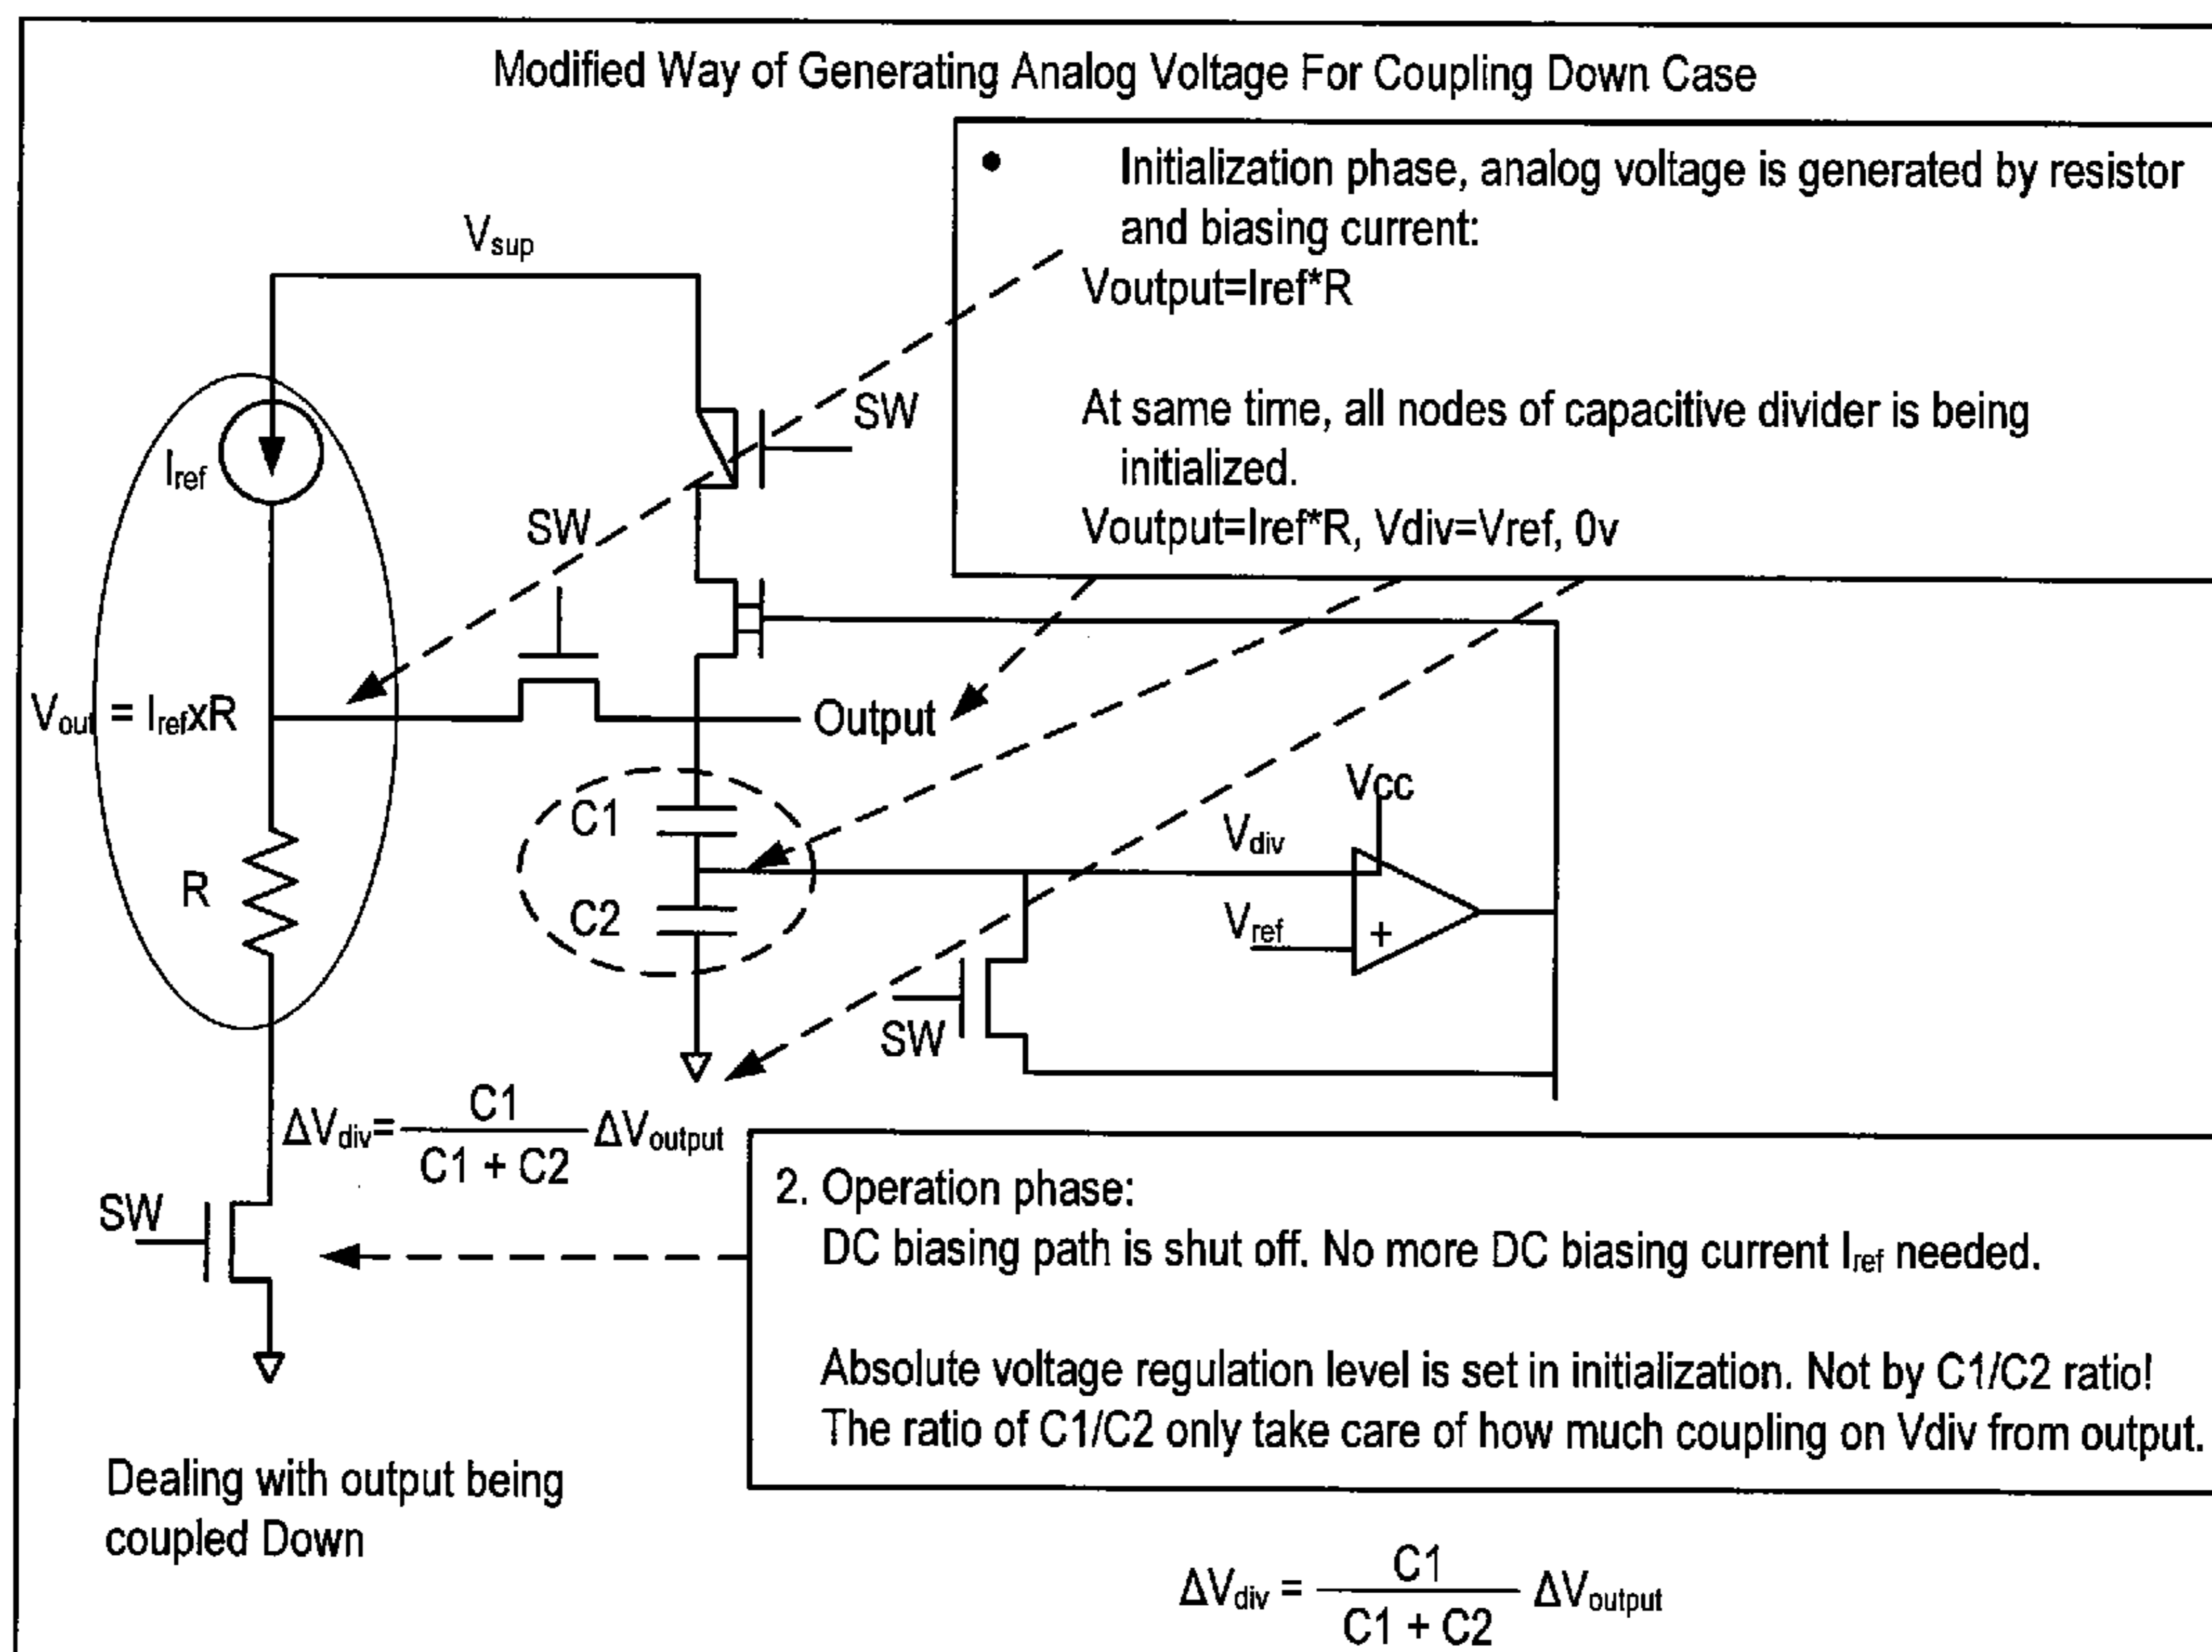 Modified Way of Generating Analog Voltage For Coupling Down Case
• Initialization phase, analog voltage is generated by resistor
and biasing current:
Voutput=Iref*R
At same time, all nodes of capacitive divider is being
initialized.
Voutput=Iref*R, Vdiv=Vref, 0v
Vsup
SW
Iref
SW
Vout = IrefxR
Output
C1
Vcc
Vdiv
R
C2
Vref
+
SW
ΔVdiv= C1 / C1 + C2 ΔVoutput
SW
2. Operation phase:
DC biasing path is shut off. No more DC biasing current Iref needed.
Absolute voltage regulation level is set in initialization. Not by C1/C2 ratio!
The ratio of C1/C2 only take care of how much coupling on Vdiv from output.
Dealing with output being
coupled Down
ΔVdiv = C1 / C1 + C2 ΔVoutput